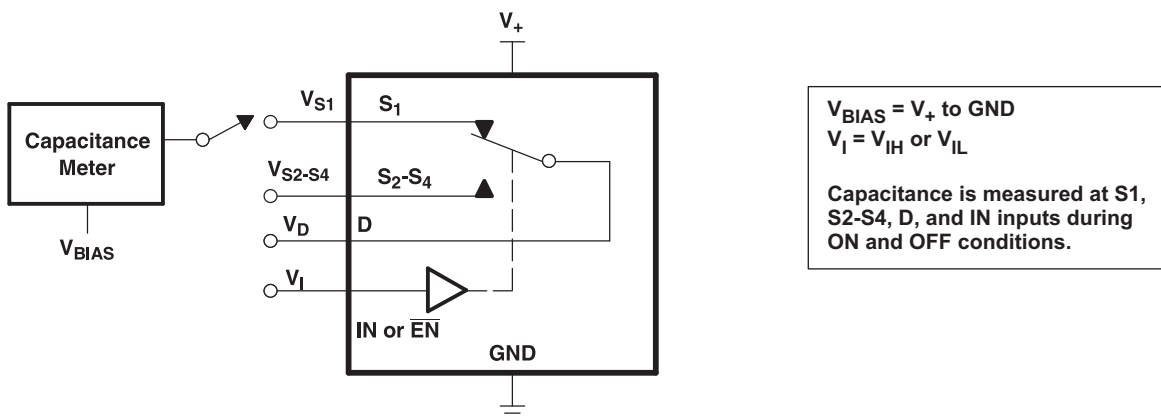 V+
Capacitance
Meter
VBIAS
VS1
S1
VS2-S4
S2-S4
VD
D
VI
IN or E̅N̅
GND
VBIAS = V+ to GND
VI = VIH or VIL
Capacitance is measured at S1,
S2-S4, D, and IN inputs during
ON and OFF conditions.